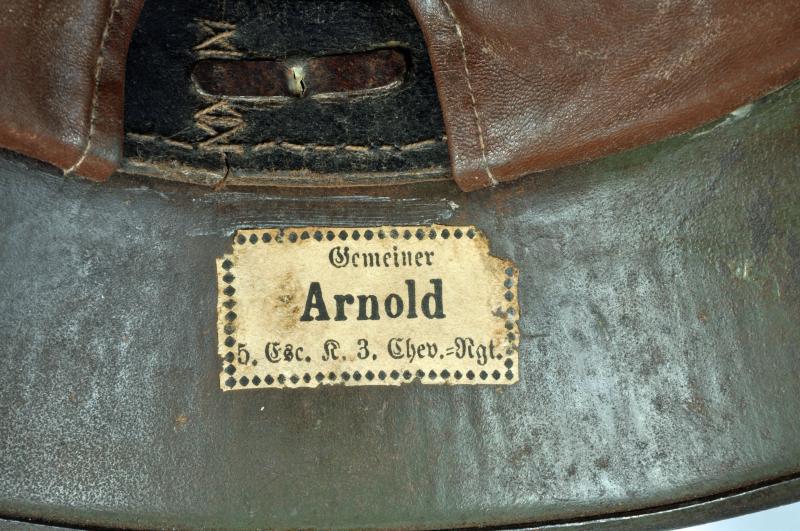 Gemeiner
Arnold
5. Esc. K. 3. Chev.=Rgt.